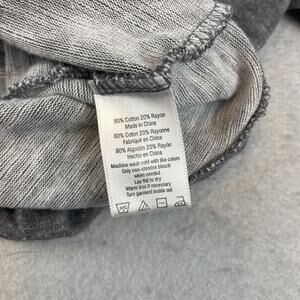 80% Cotton 20% Rayon
Made in China
80% Cotton 20% Rayonne
Fabriqué en China
80% Algodón 20% Rayón
Hecho en China
Machine wash cold with like colors
Only non-chlorine bleach
when needed
Lay flat to dry
Warm iron if necessary
Turn garment inside out